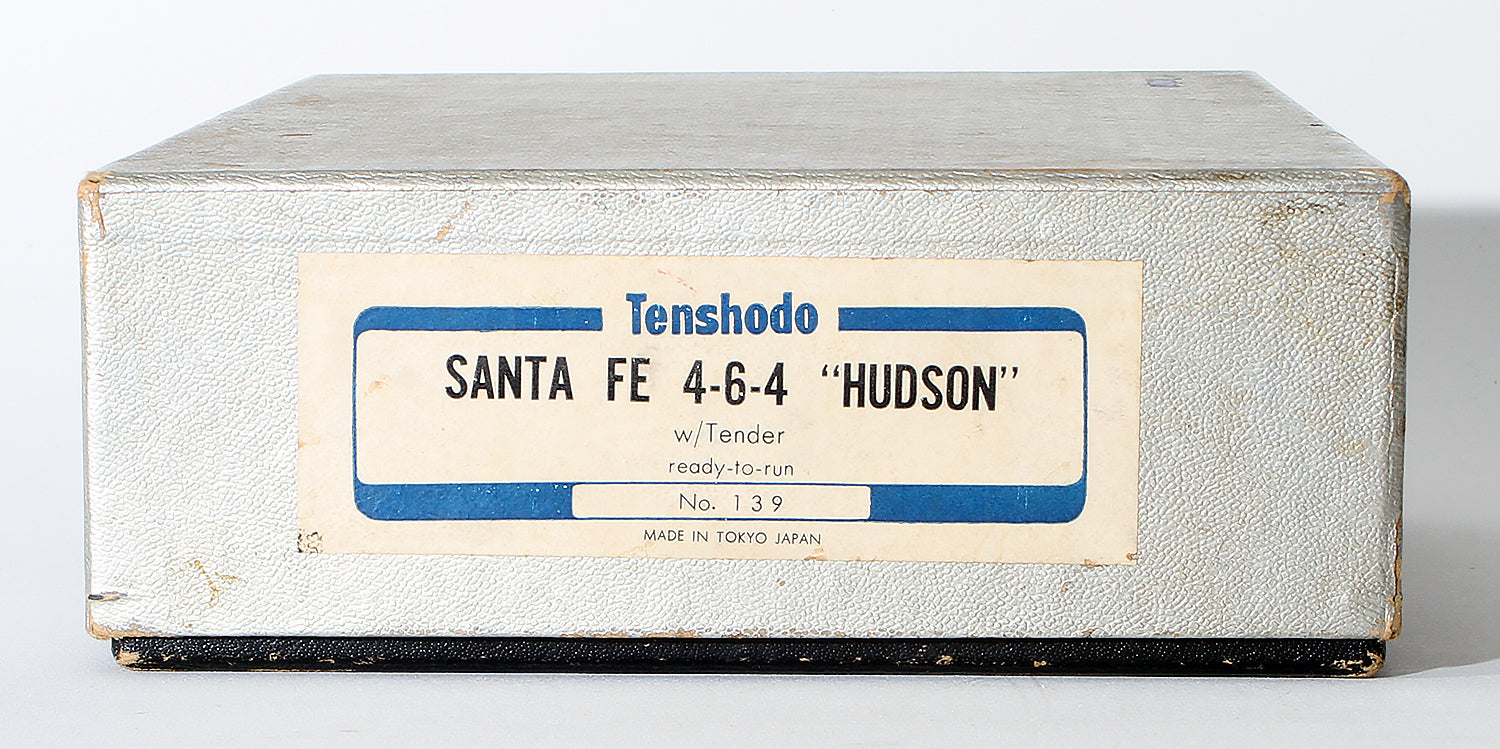 Tenshodo
SANTA FE 4-6-4 “HUDSON”
w/Tender
ready-to-run
No. 139
MADE IN TOKYO JAPAN